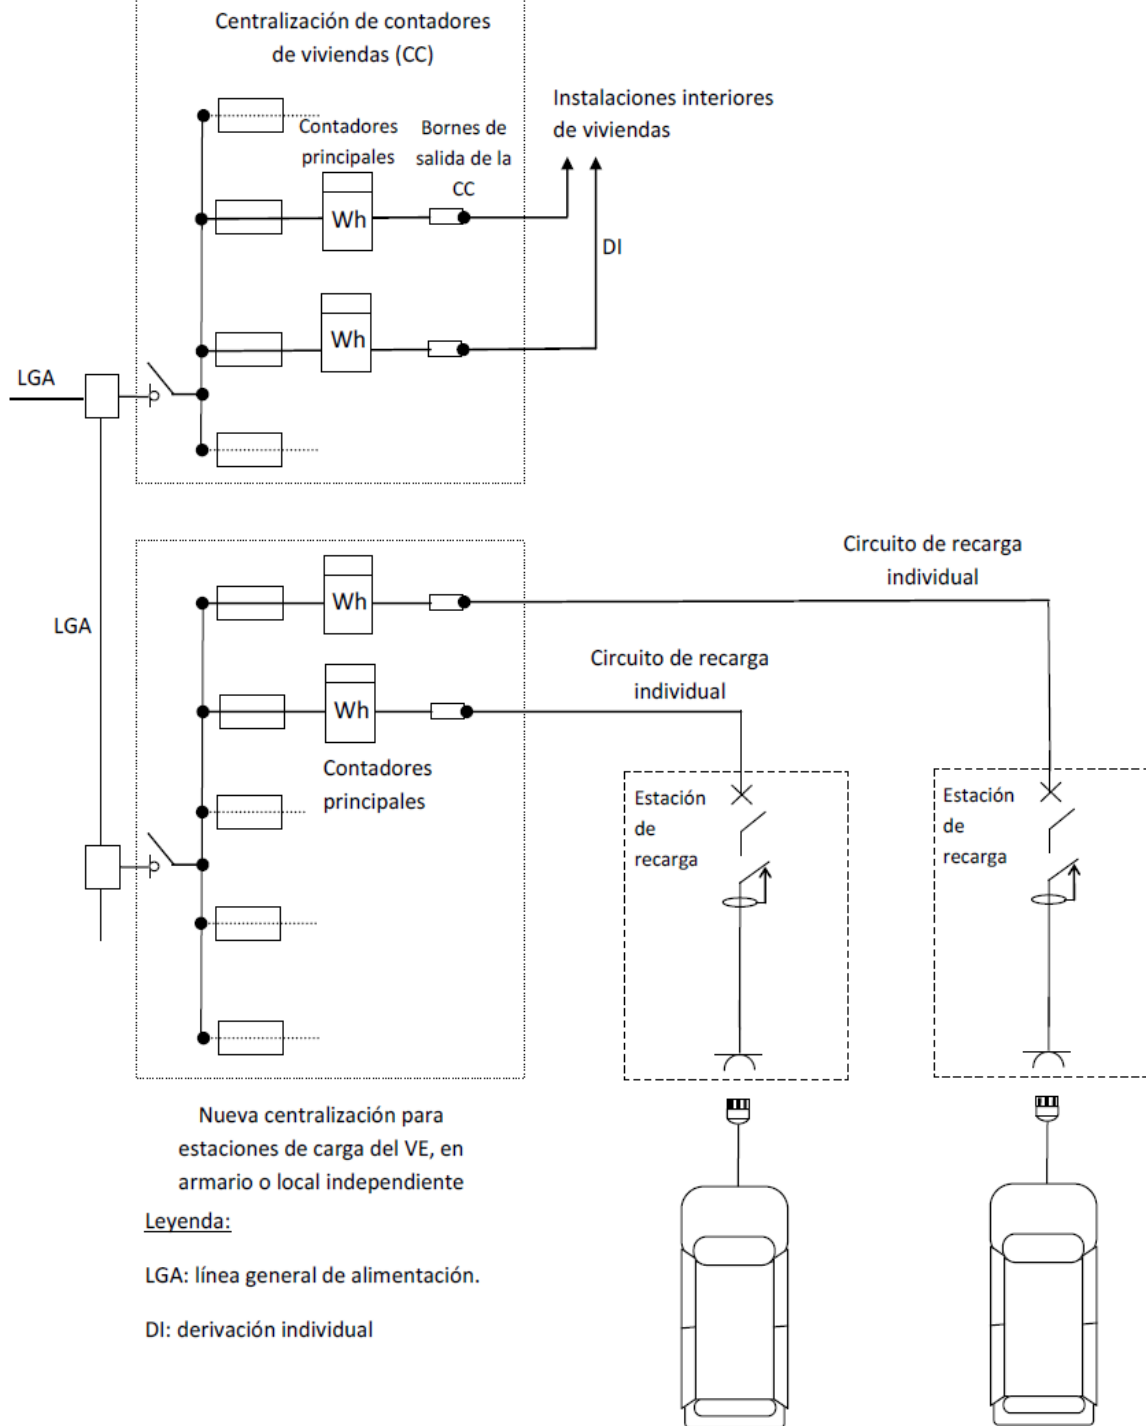 Centralización de contadores
de viviendas (CC)
Instalaciones interiores
de viviendas
Contadores
principales
Bornes de
salida de la
CC
Wh
DI
Wh
LGA
Circuito de recarga
individual
Wh
LGA
Circuito de recarga
individual
Wh
Contadores
principales
Estación
de
recarga
Estación
de
recarga
Nueva centralización para
estaciones de carga del VE, en
armario o local independiente
Leyenda:
LGA: línea general de alimentación.
DI: derivación individual